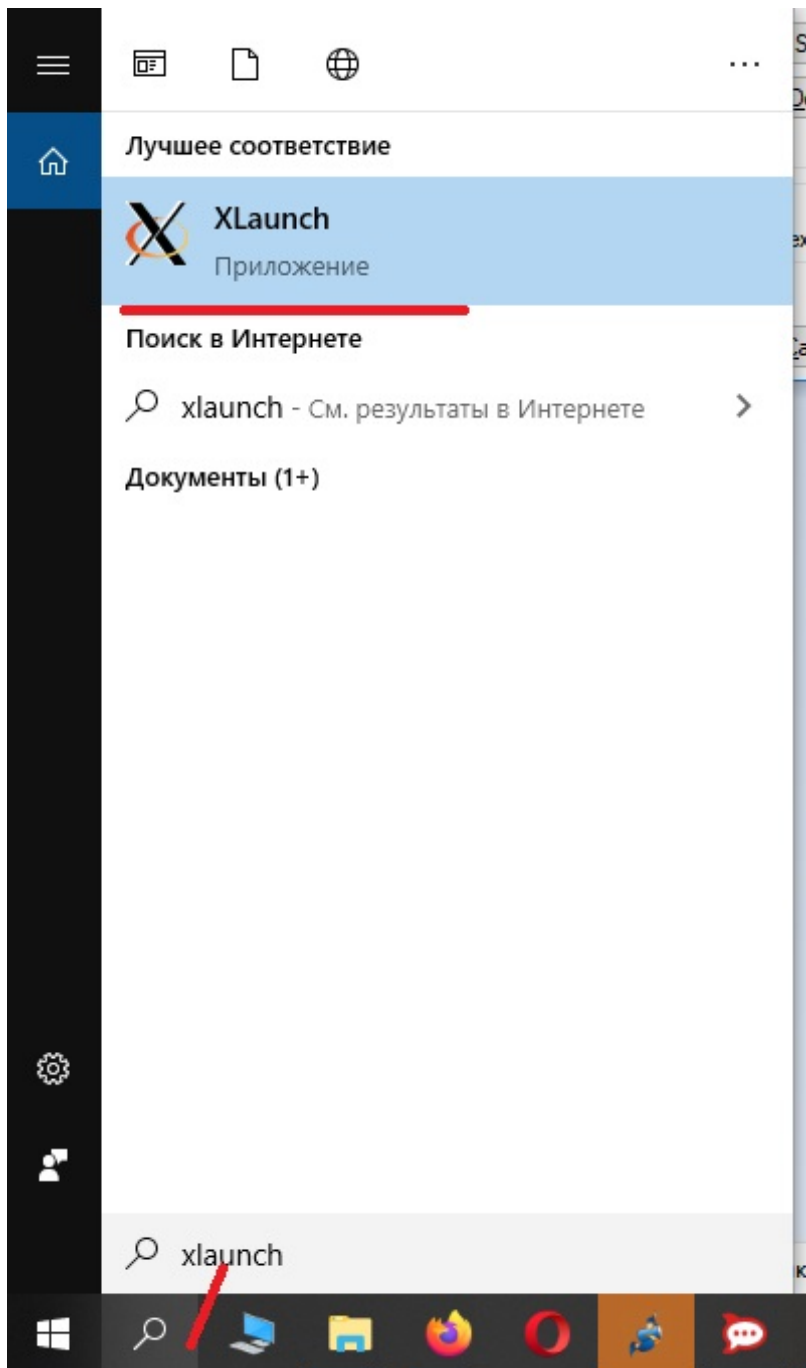 Лучшее соответствие
XLaunch
Приложение
Поиск в Интернете
xlaunch - См. результаты в Интернете
Документы (1+)
xlaunch